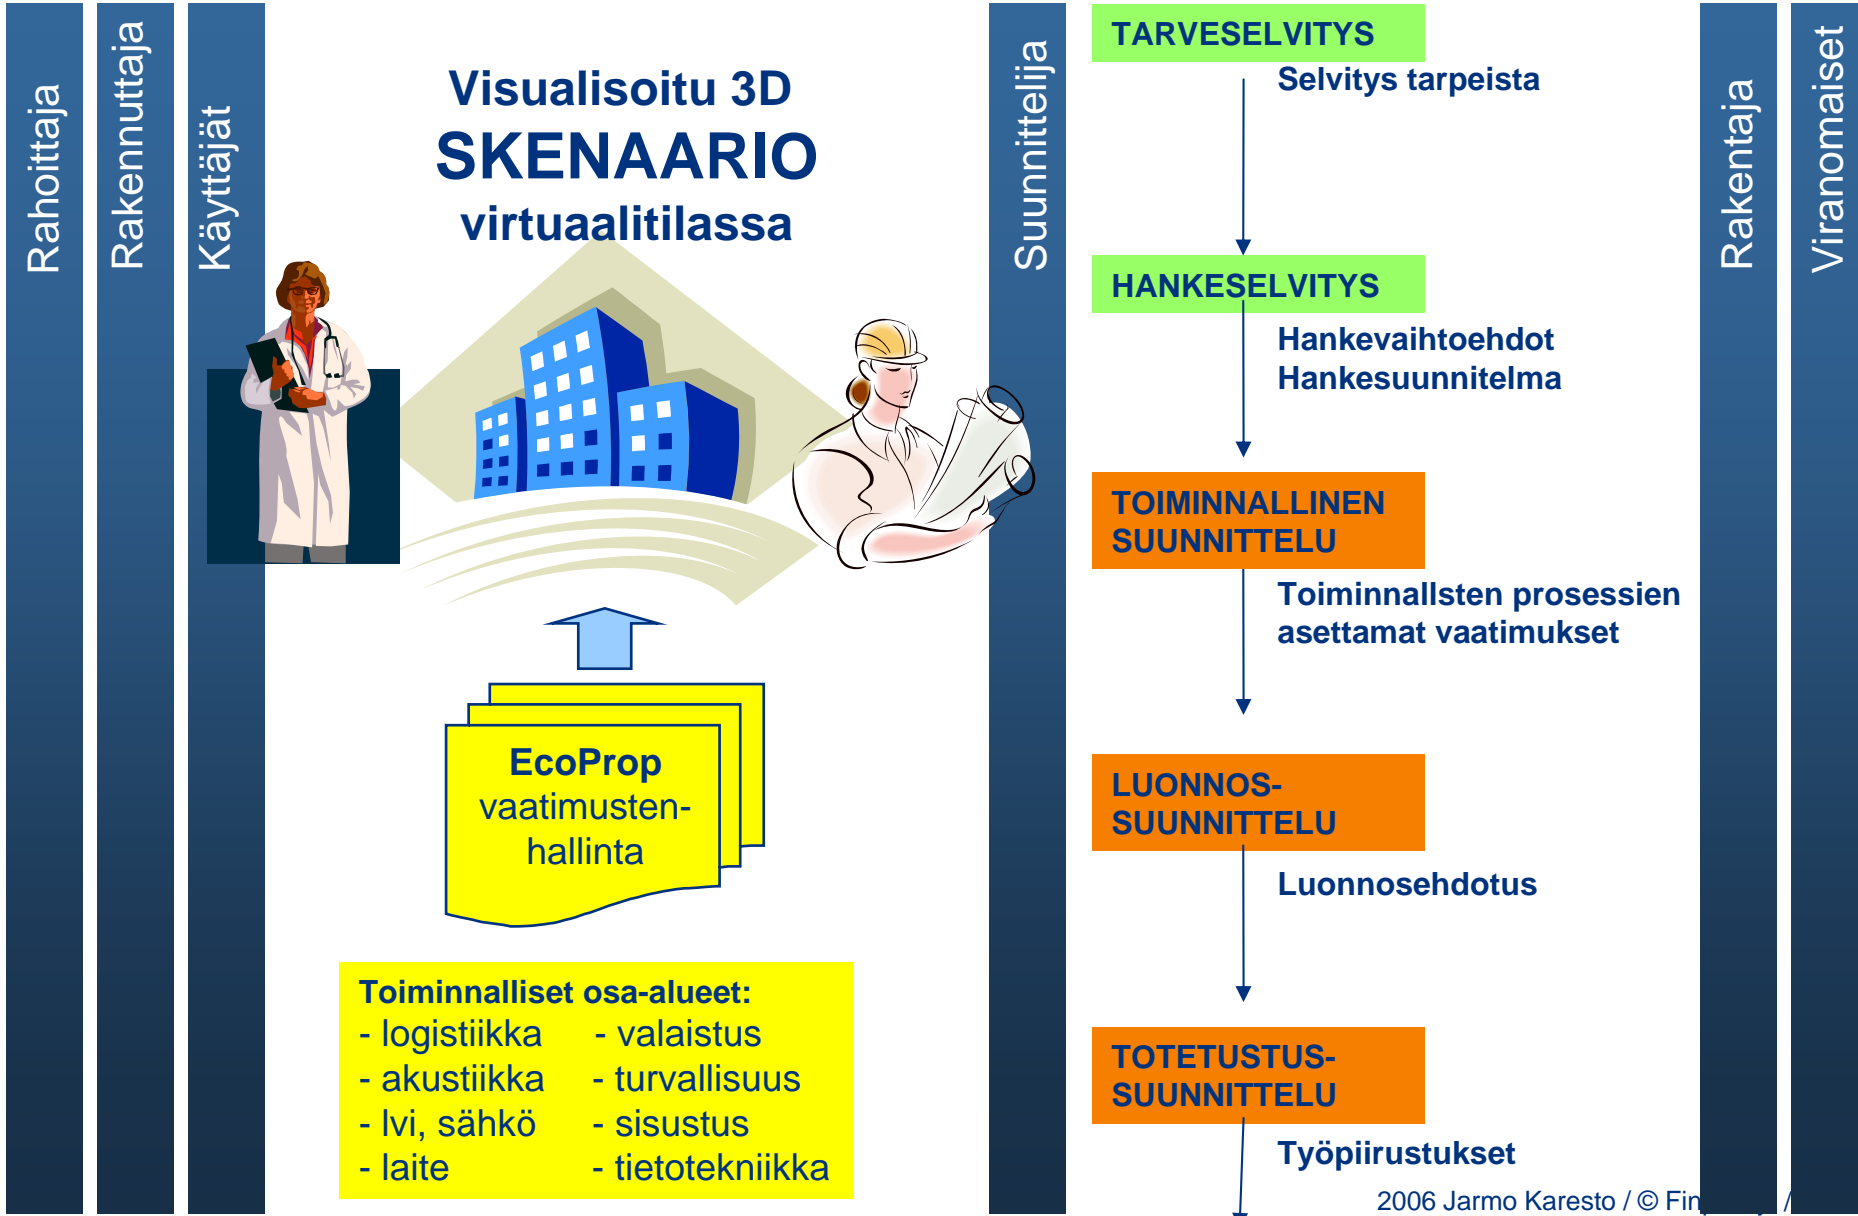 Rahoittaja
Rakennuttaja
Käyttäjät
Visualisoitu 3D
SKENAARIO
virtuaalitilassa
EcoProp
vaatimusten-
hallinta
Toiminnalliset osa-alueet:
- logistiikka - valaistus
- akustiikka - turvallisuus
- lvi, sähkö - sisustus
- laite - tietotekniikka
Suunnittelija
TARVESELVITYS
Selvitys tarpeista
HANKESELVITYS
Hankevaihtoehdot
Hankesuunnitelma
TOIMINNALLINEN
SUUNNITTELU
Toiminnallsten prosessien
asettamat vaatimukset
LUONNOS-
SUUNNITTELU
Luonnosehdotus
TOTETUSTUS-
SUUNNITTELU
Työpiirustukset
2006 Jarmo Karesto / ©
Rakentaja
Viranomaiset